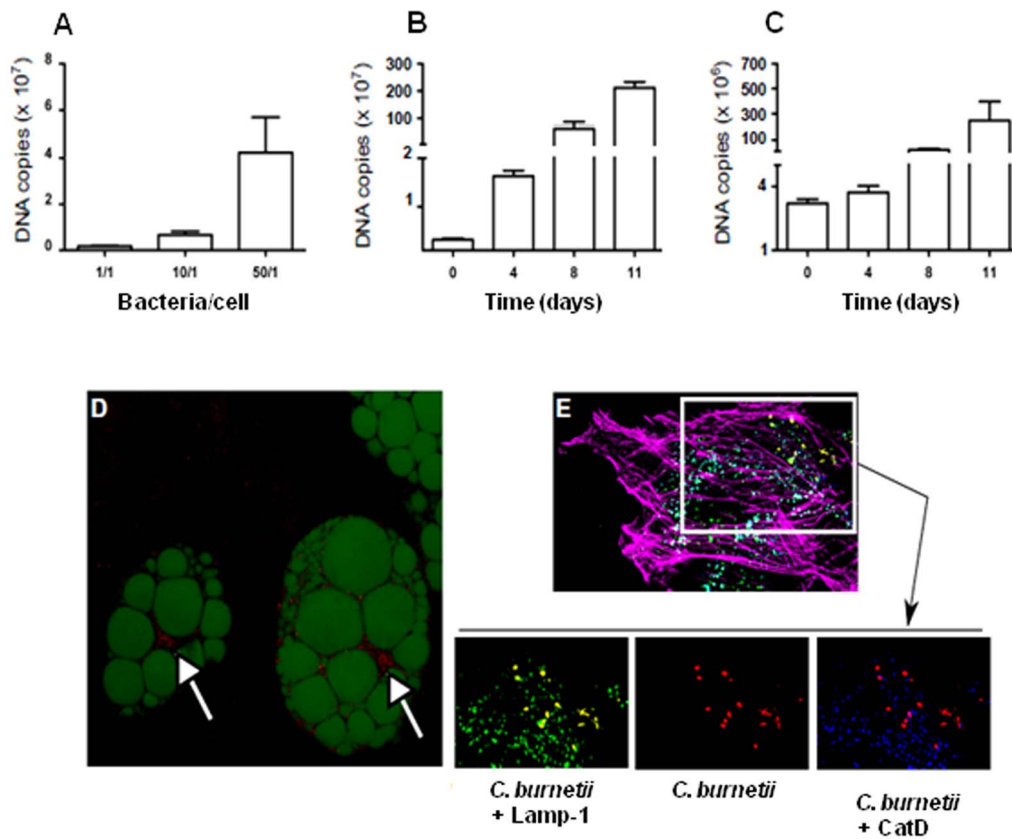 A
DNA copies (x 10⁷)
8
6
4
2
0
1/1 10/1 50/1
Bacteria/cell
B
DNA copies (x 10⁷)
300
200
100
2
1
0 4 8 11
Time (days)
C
DNA copies (x 10⁶)
700
500
300
100
4
1
0 4 8 11
Time (days)
D
E
C. burnetii
+ Lamp-1
C. burnetii
C. burnetii
+ CatD